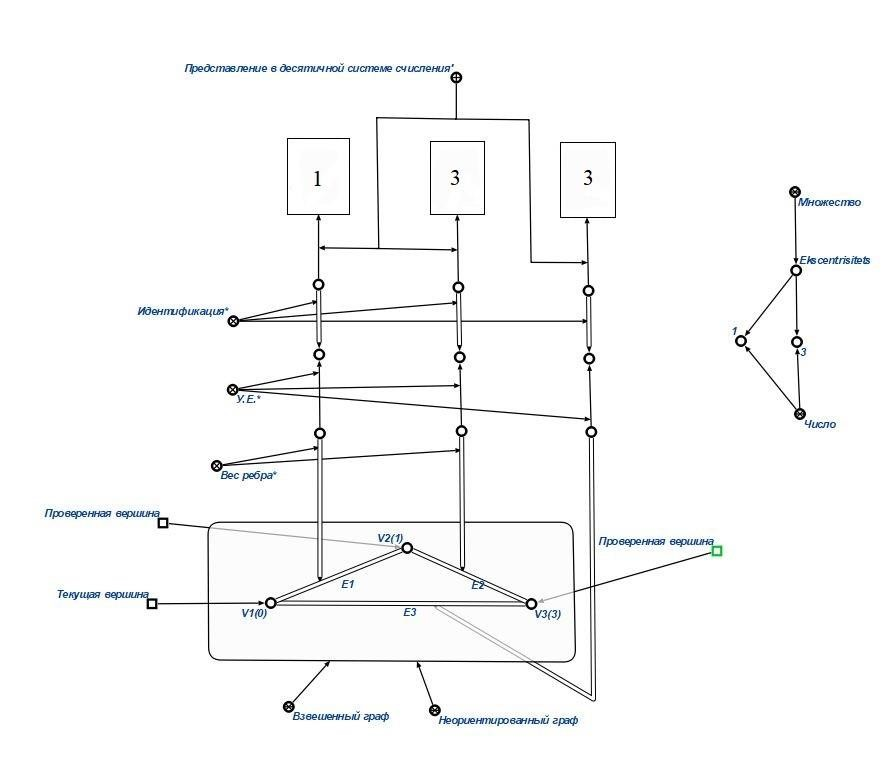 Представление в десятичной системе счисления*
1
3
3
Множество
Идентификация*
Ekscentrisitets
1
3
У.Е.*
Число
Вес ребра*
Проверенная вершина
V2(1)
Проверенная вершина
E1
E2
Текущая вершина
V1(0)
E3
V3(3)
Взвешенный граф
Неориентированный граф